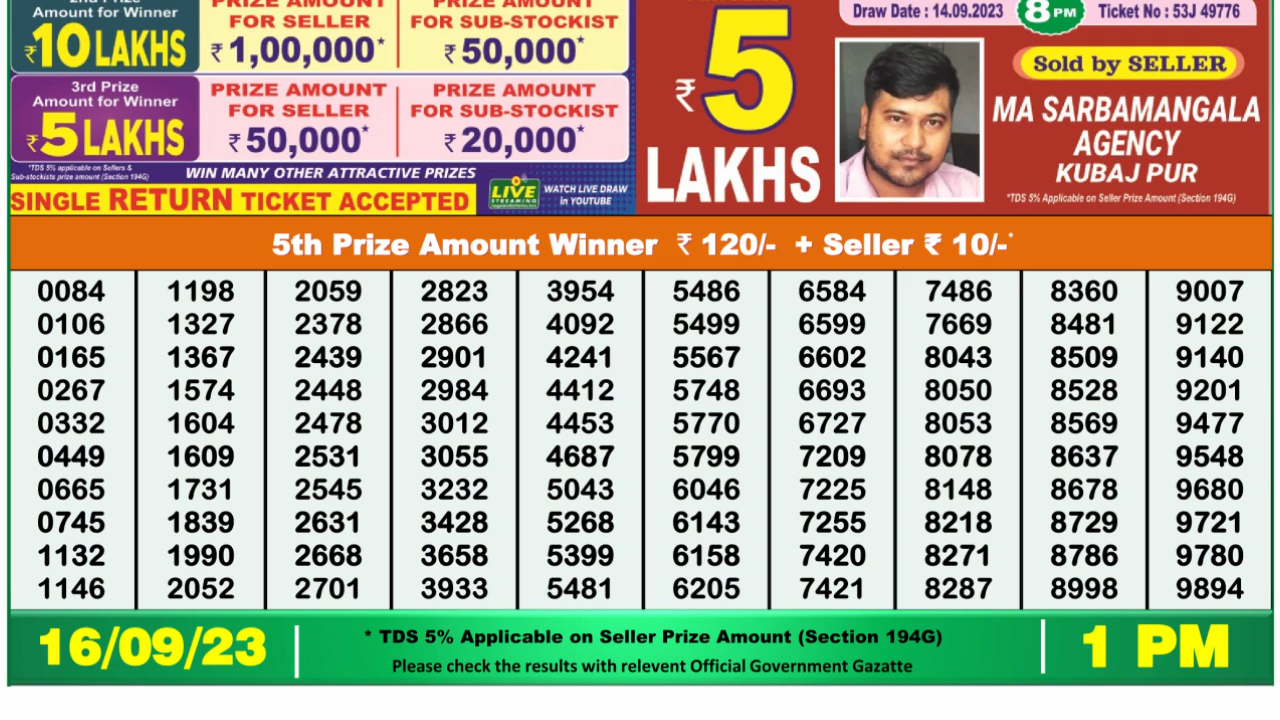 2nd Prize
Amount for Winner
₹10 LAKHS
PRIZE AMOUNT
FOR SELLER
₹ 1,00,000*
PRIZE AMOUNT
FOR SUB-STOCKIST
₹ 50,000*
3rd Prize
Amount for Winner
₹5 LAKHS
PRIZE AMOUNT
FOR SELLER
₹ 50,000*
PRIZE AMOUNT
FOR SUB-STOCKIST
₹ 20,000*
*TDS 5% applicable on Sellers &
Sub-stockists prize amount (Section 194G)
WIN MANY OTHER ATTRACTIVE PRIZES
SINGLE RETURN TICKET ACCEPTED
LIVE
STREAMING
WATCH LIVE DRAW
in YOUTUBE
₹ 5
LAKHS
Draw Date : 14.09.2023
8PM
Ticket No : 53J 49776
Sold by SELLER
MA SARBAMANGALA
AGENCY
KUBAJ PUR
*TDS 5% Applicable on Seller Prize Amount (Section 194G)
5th Prize Amount Winner ₹ 120/- + Seller ₹ 10/-*
0084 1198 2059 2823 3954 5486 6584 7486 8360 9007
0106 1327 2378 2866 4092 5499 6599 7669 8481 9122
0165 1367 2439 2901 4241 5567 6602 8043 8509 9140
0267 1574 2448 2984 4412 5748 6693 8050 8528 9201
0332 1604 2478 3012 4453 5770 6727 8053 8569 9477
0449 1609 2531 3055 4687 5799 7209 8078 8637 9548
0665 1731 2545 3232 5043 6046 7225 8148 8678 9680
0745 1839 2631 3428 5268 6143 7255 8218 8729 9721
1132 1990 2668 3658 5399 6158 7420 8271 8786 9780
1146 2052 2701 3933 5481 6205 7421 8287 8998 9894
16/09/23
* TDS 5% Applicable on Seller Prize Amount (Section 194G)
Please check the results with relevent Official Government Gazatte
1 PM